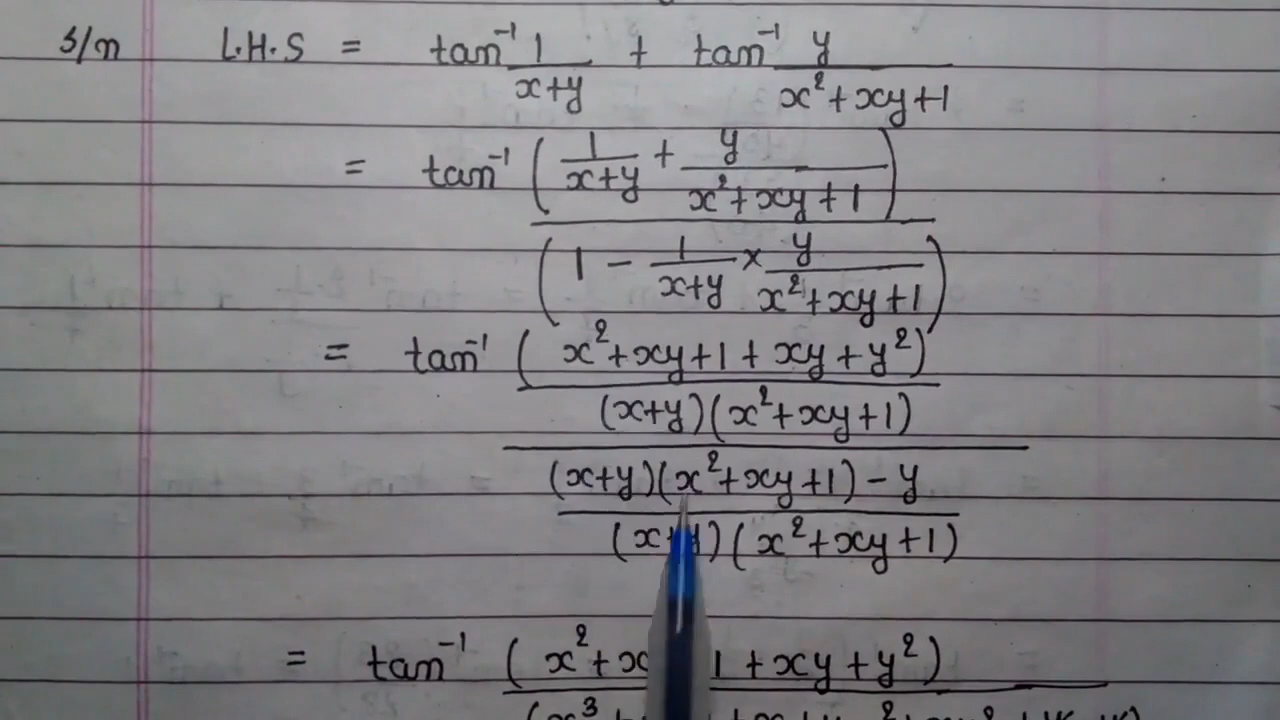 S/n L.H.S = tan⁻¹ 1/(x+y) + tan⁻¹ y/(x²+xy+1)
= tan⁻¹ (1/(x+y) + y/(x²+xy+1))
(1 - 1/(x+y) × y/(x²+xy+1))
= tan⁻¹ (x²+xy+1+xy+y²)
(x+y)(x²+xy+1)
(x+y)(x²+xy+1)-y
(x+y)(x²+xy+1)
= tan⁻¹ (x²+x 1+xy+y²)
(x³